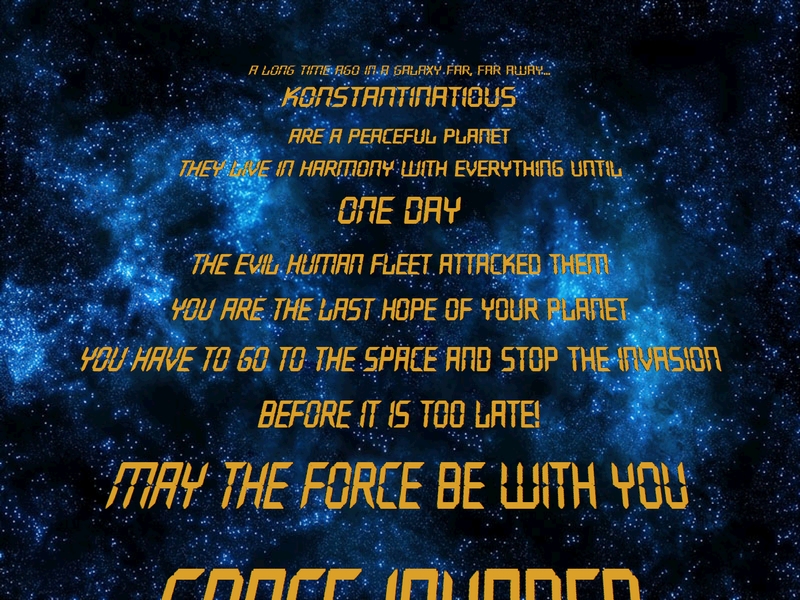 A LONG TIME AGO IN A GALAXY FAR, FAR AWAY...
KONSTANTINATIOUS
ARE A PEACEFUL PLANET
THEY LIVE IN HARMONY WITH EVERYTHING UNTIL
ONE DAY
THE EVIL HUMAN FLEET ATTACKED THEM
YOU ARE THE LAST HOPE OF YOUR PLANET
YOU HAVE TO GO TO THE SPACE AND STOP THE INVASION
BEFORE IT IS TOO LATE!
MAY THE FORCE BE WITH YOU
SPACE INVADER